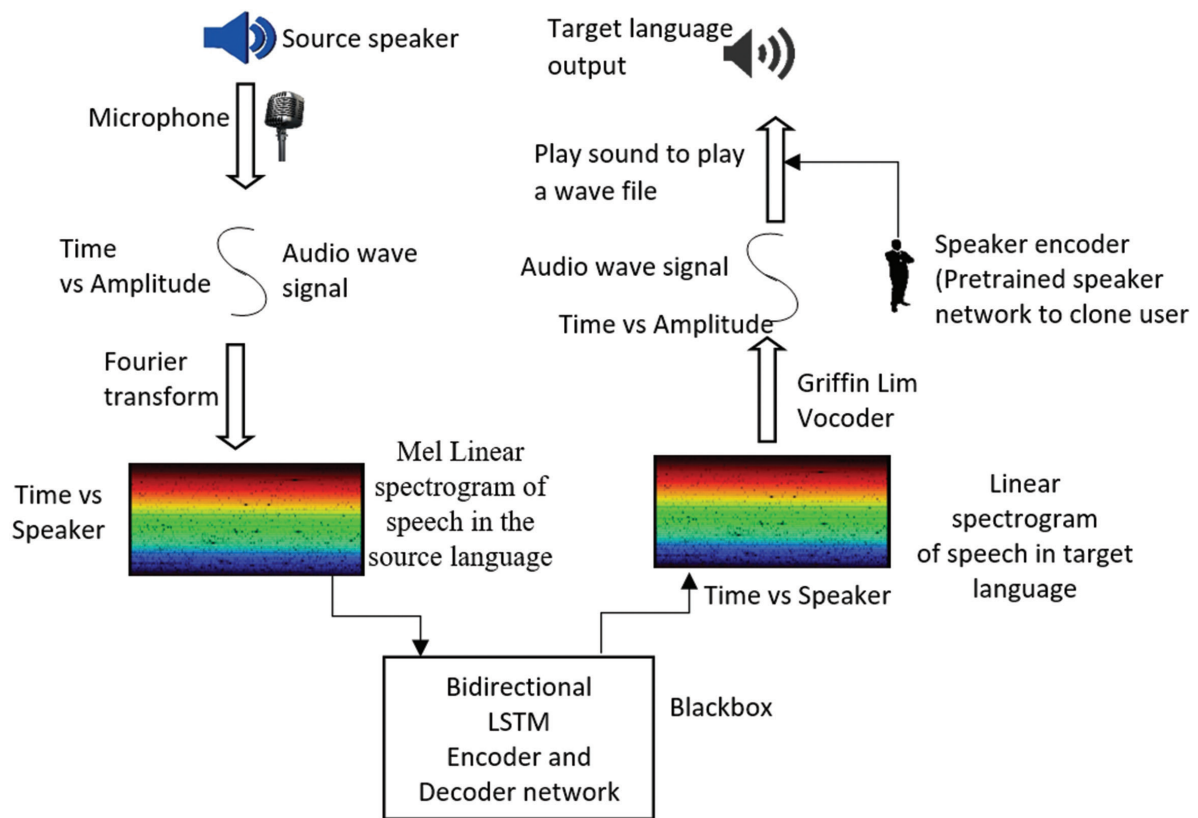 Source speaker
Microphone
Time
vs Amplitude
Audio wave
signal
Fourier
transform
Time vs
Speaker
Mel Linear
spectrogram of
speech in the
source language
Bidirectional
LSTM
Encoder and
Decoder network
Blackbox
Time vs Speaker
Linear
spectrogram
of speech in target
language
Griffin Lim
Vocoder
Audio wave signal
Time vs Amplitude
Speaker encoder
(Pretrained speaker
network to clone user
Play sound to play
a wave file
Target language
output